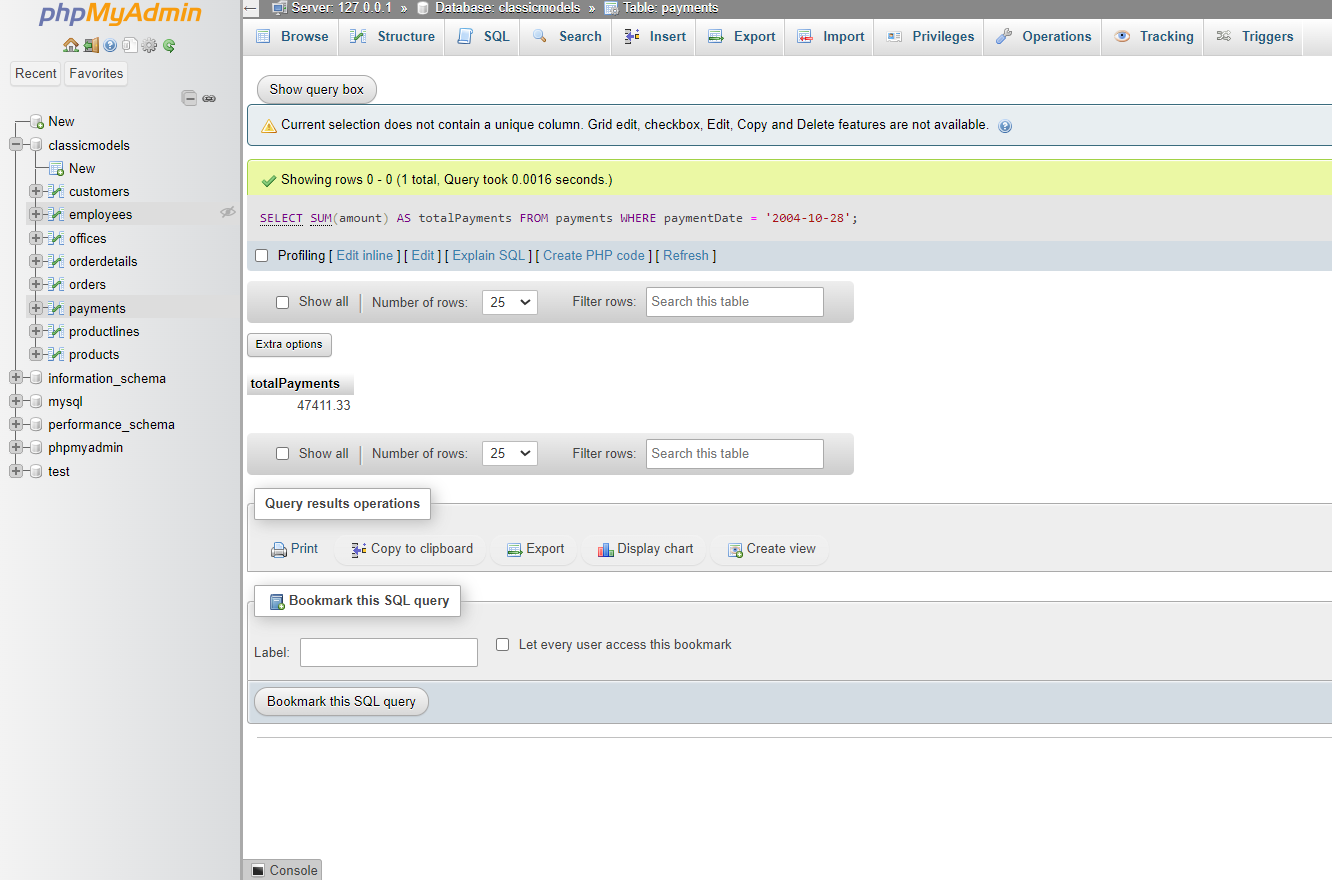 phpMyAdmin
Recent Favorites
New
classicmodels
New
customers
employees
offices
orderdetails
orders
payments
productlines
products
information_schema
mysql
performance_schema
phpmyadmin
test
Server: 127.0.0.1 » Database: classicmodels » Table: payments
Browse Structure SQL Search Insert Export Import Privileges Operations Tracking Triggers
Show query box
Current selection does not contain a unique column. Grid edit, checkbox, Edit, Copy and Delete features are not available.
Showing rows 0 - 0 (1 total, Query took 0.0016 seconds.)
SELECT SUM(amount) AS totalPayments FROM payments WHERE paymentDate = '2004-10-28';
Profiling [ Edit inline ] [ Edit ] [ Explain SQL ] [ Create PHP code ] [ Refresh ]
Show all Number of rows: 25 Filter rows: Search this table
Extra options
totalPayments
47411.33
Show all Number of rows: 25 Filter rows: Search this table
Query results operations
Print Copy to clipboard Export Display chart Create view
Bookmark this SQL query
Label: Let every user access this bookmark
Bookmark this SQL query
Console